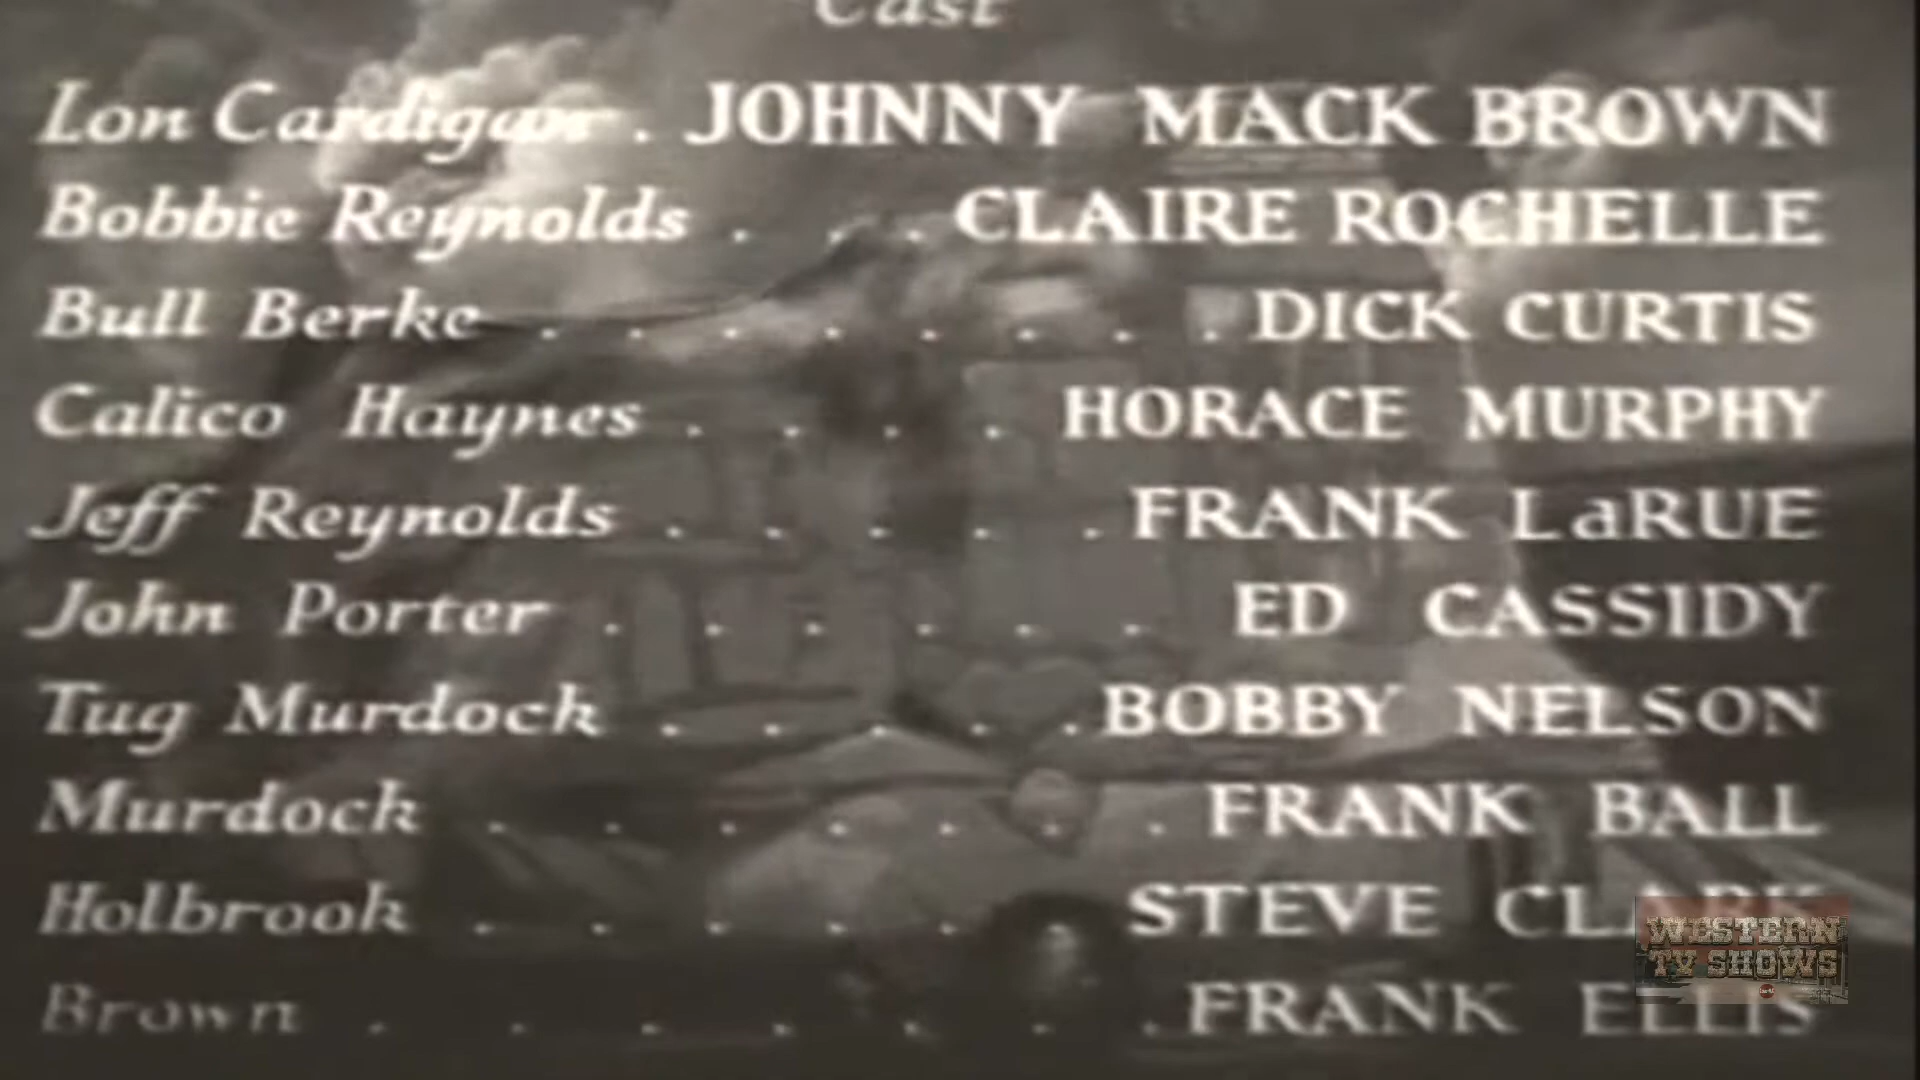 Cast
Lon Cardigan . JOHNNY MACK BROWN
Bobbie Reynolds . . . CLAIRE ROCHELLE
Bull Berke . . . . . . . . DICK CURTIS
Calico Haynes . . . . HORACE MURPHY
Jeff Reynolds . . . . . FRANK LaRUE
John Porter . . . . . . ED CASSIDY
Tug Murdock . . . . . BOBBY NELSON
Murdock . . . . . . . FRANK BALL
Holbrook . . . . . . STEVE CLARK
Brown . . . . . . . FRANK ELLIS
WESTERN
TV SHOWS